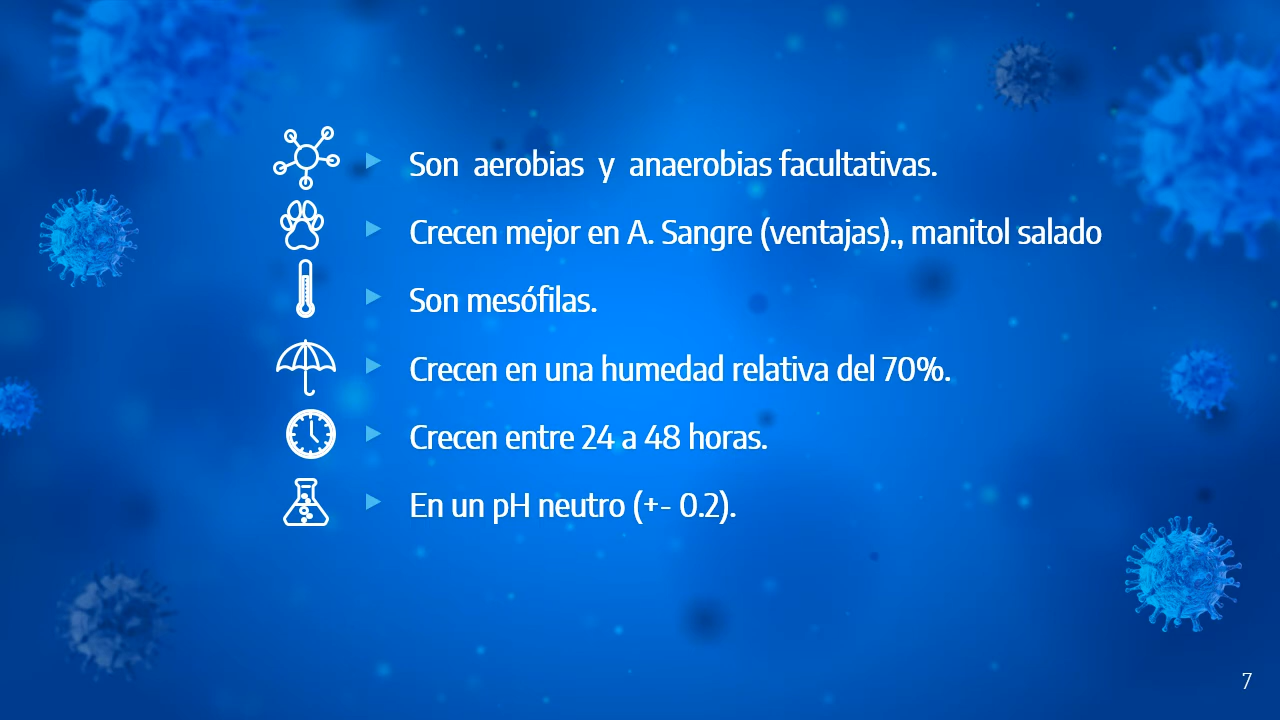 Son aerobias y anaerobias facultativas.
Crecen mejor en A. Sangre (ventajas)., manitol salado
Son mesófilas.
Crecen en una humedad relativa del 70%.
Crecen entre 24 a 48 horas.
En un pH neutro (+- 0.2).
7